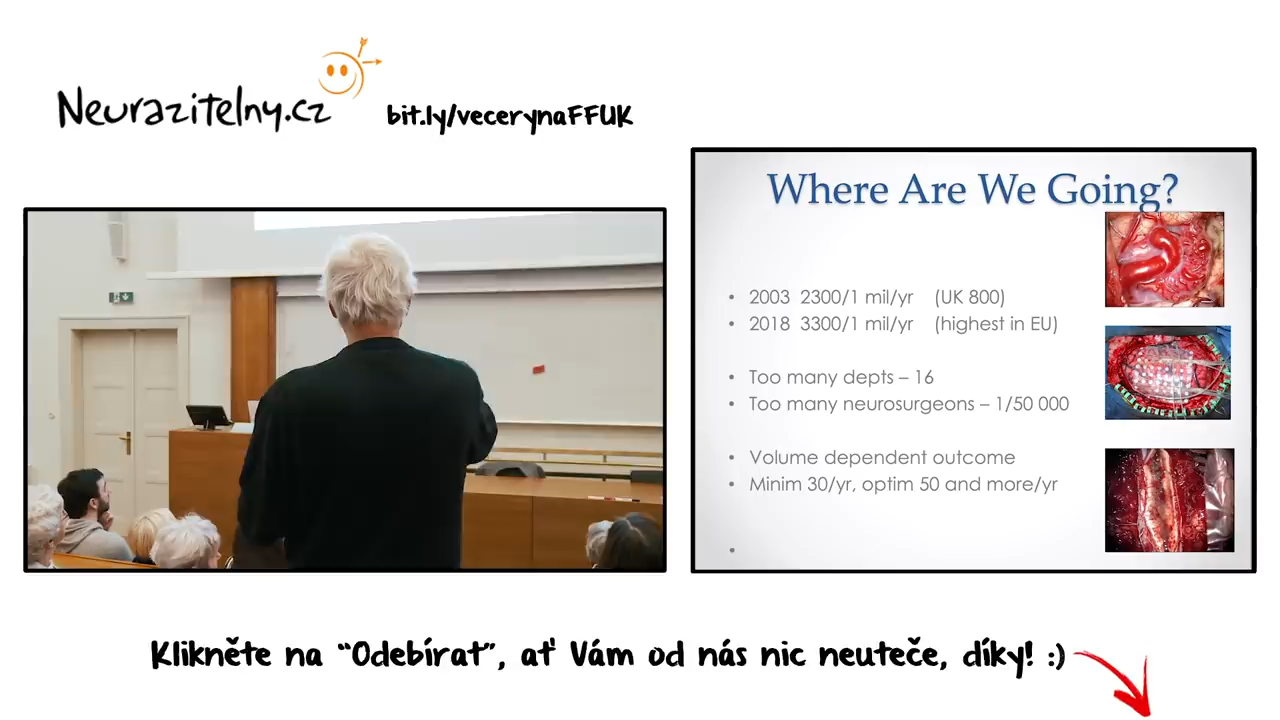 Neurazitelny.cz
bit.ly/vecerynaFFUK
Where Are We Going?
• 2003 2300/1 mil/yr (UK 800)
• 2018 3300/1 mil/yr (highest in EU)
• Too many depts – 16
• Too many neurosurgeons – 1/50 000
• Volume dependent outcome
• Minim 30/yr, optim 50 and more/yr
•
Klikněte na “Odebírat”, ať Vám od nás nic neuteče, díky! :)